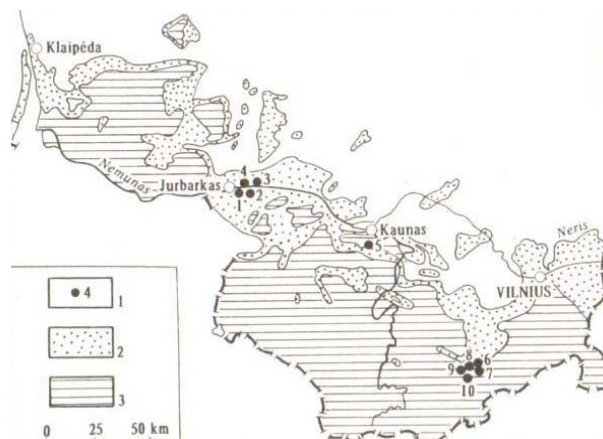 Klaipėda
Nemunas
Jurbarkas
4 3
1 2
Kaunas
5
Neris
VILNIUS
8 6
9 7
10
4 1
2
3
0 25 50 km